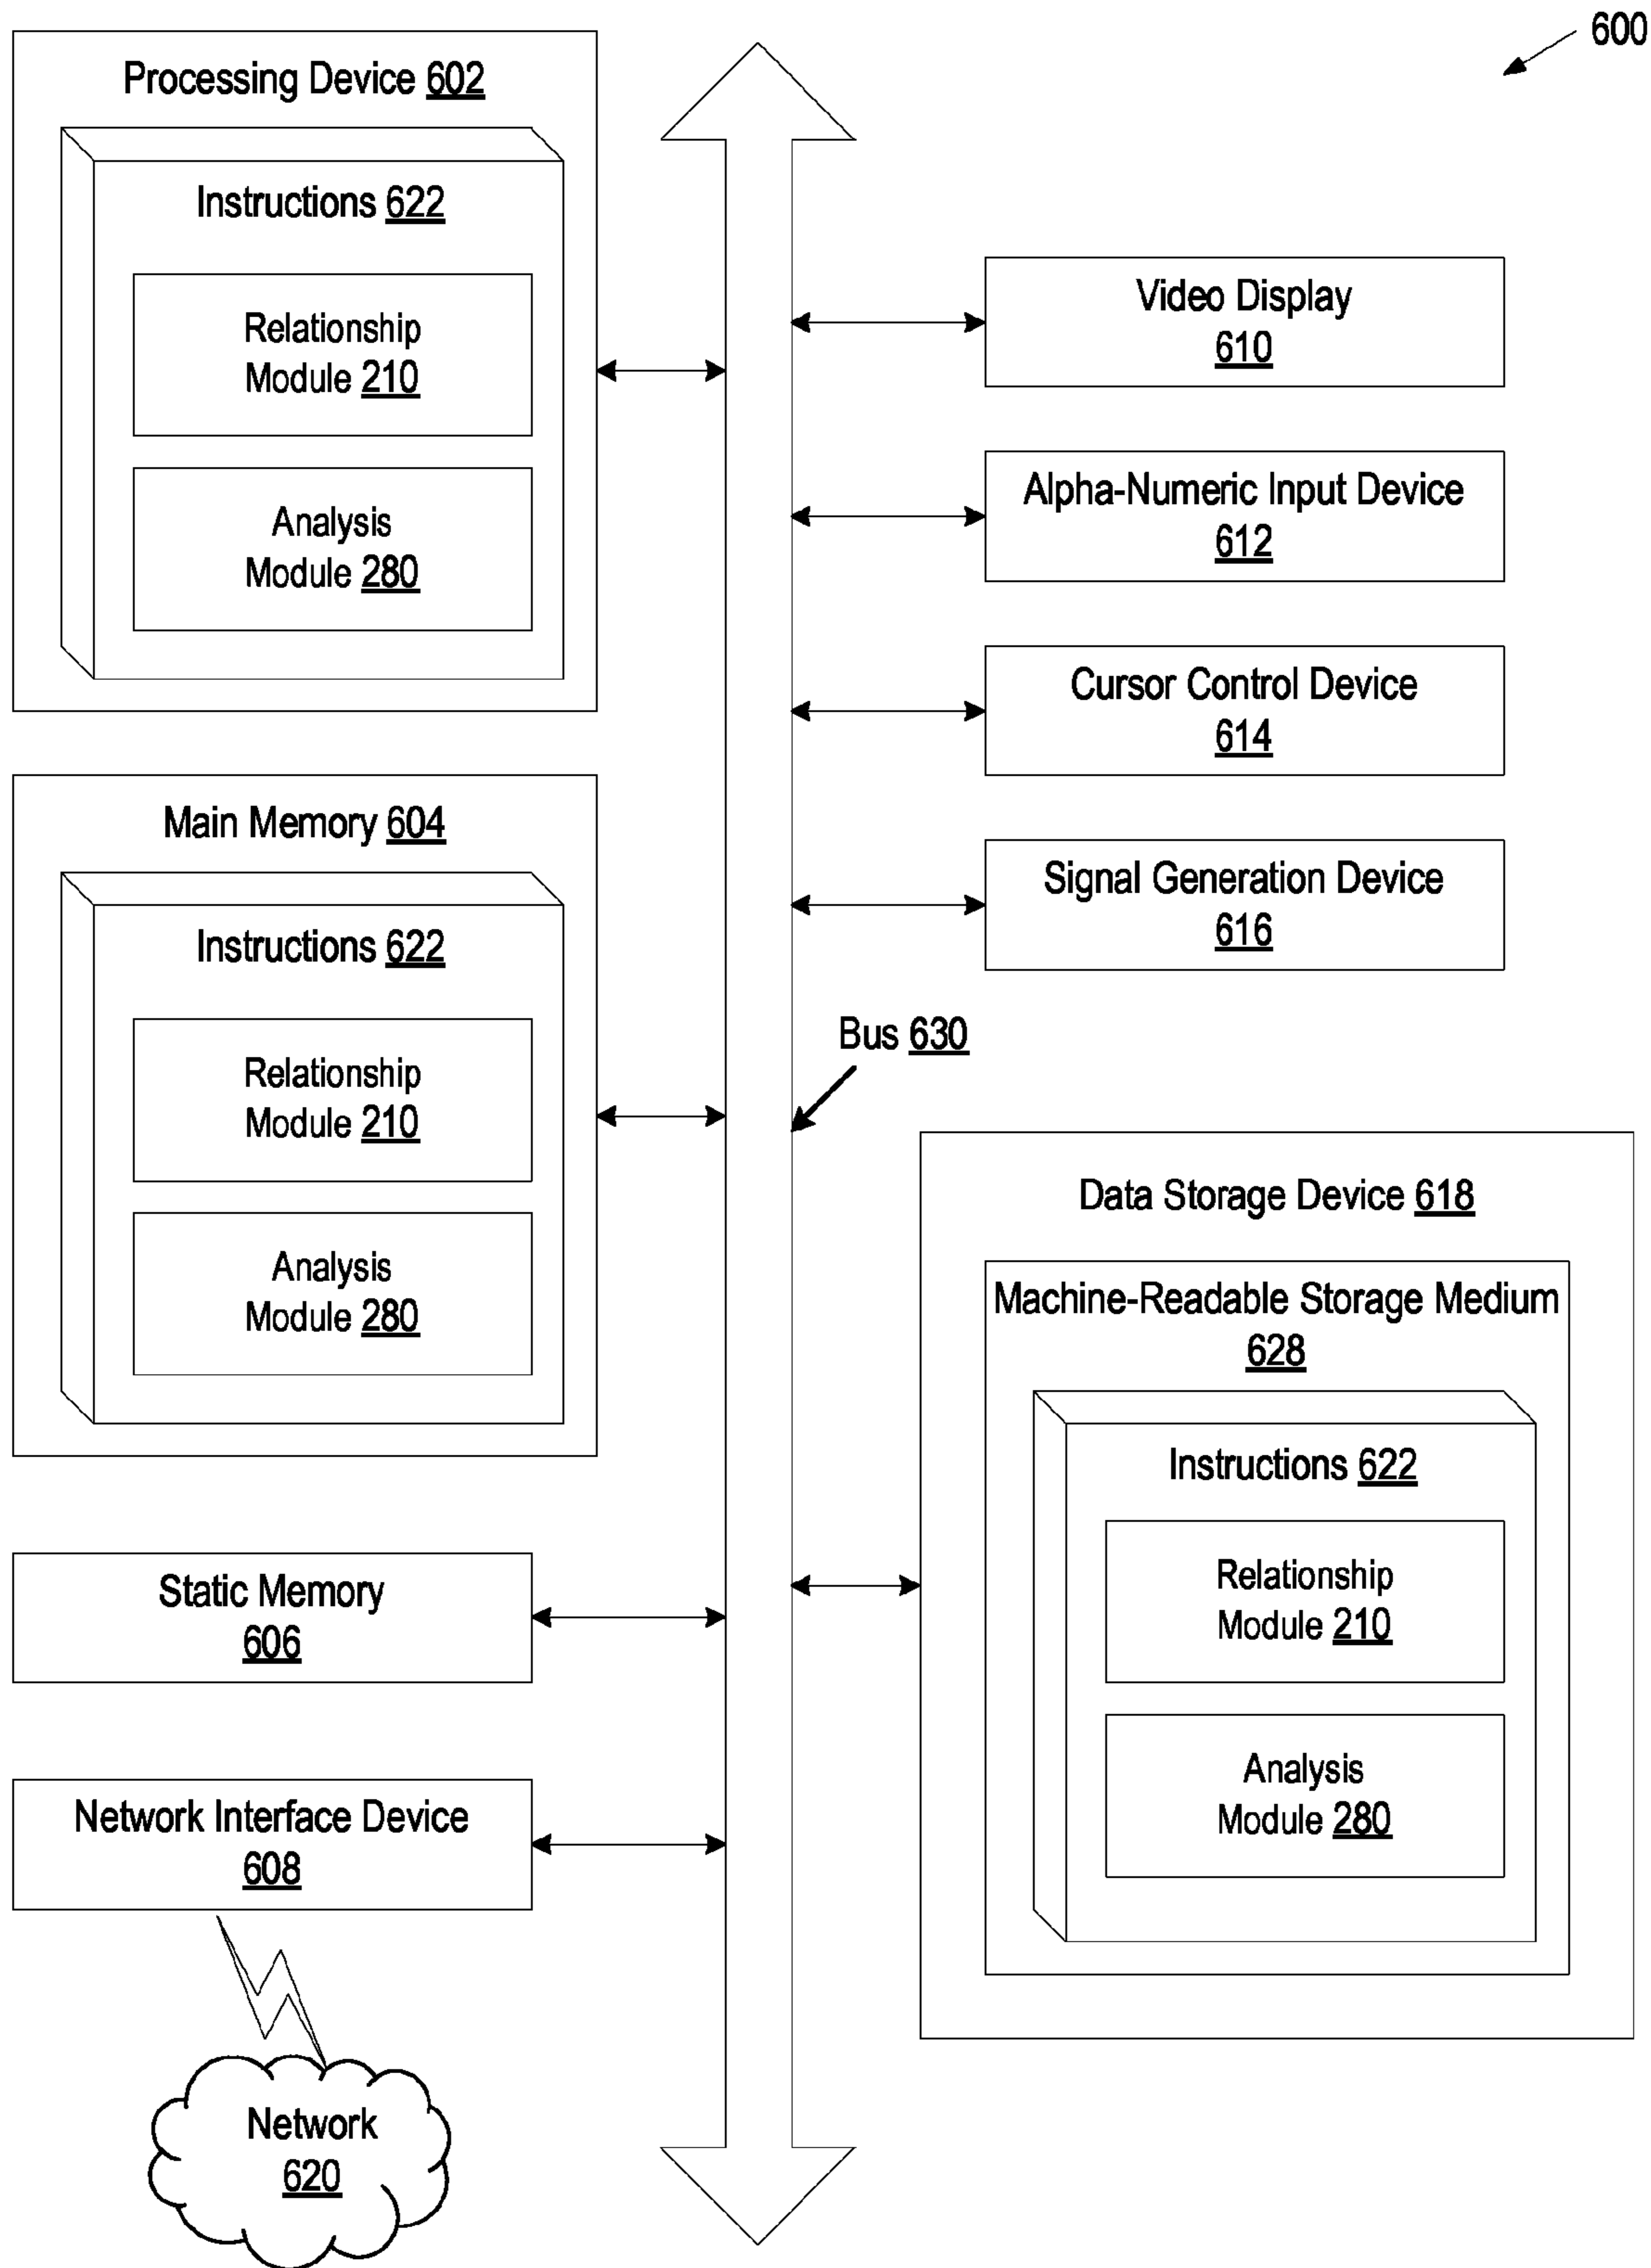 600
Processing Device 602
Instructions 622
Relationship
Module 210
Analysis
Module 280
Main Memory 604
Instructions 622
Relationship
Module 210
Analysis
Module 280
Static Memory
606
Network Interface Device
608
Network
620
Video Display
610
Alpha-Numeric Input Device
612
Cursor Control Device
614
Signal Generation Device
616
Bus 630
Data Storage Device 618
Machine-Readable Storage Medium
628
Instructions 622
Relationship
Module 210
Analysis
Module 280